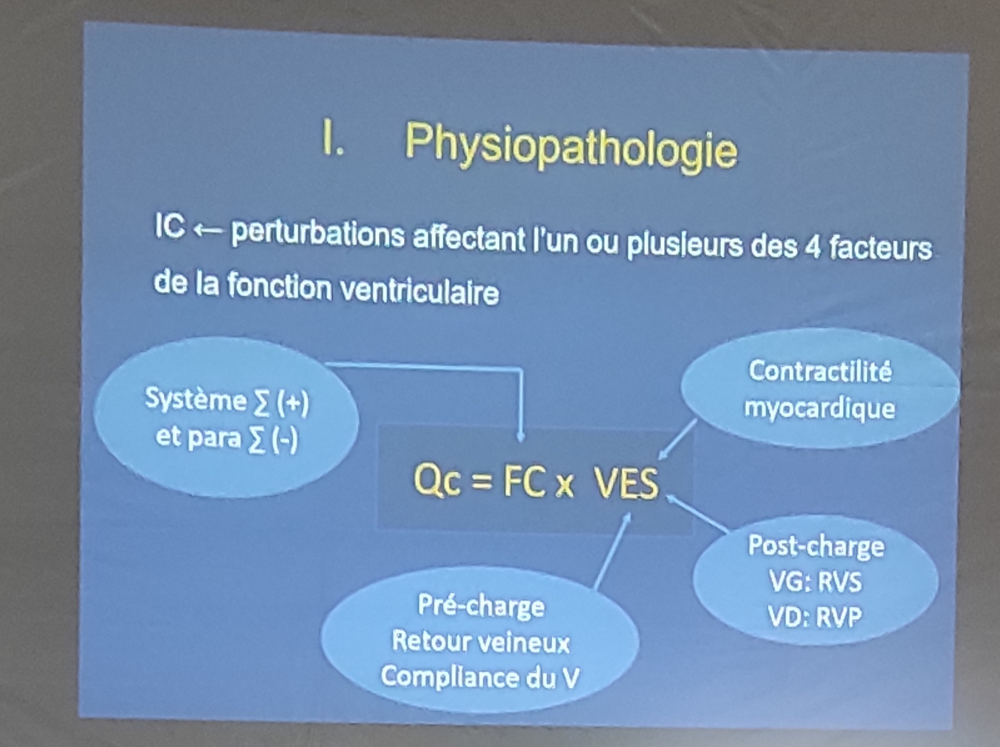 I. Physiopathologie
IC ← perturbations affectant l'un ou plusieurs des 4 facteurs
de la fonction ventriculaire
Système ∑ (+)
et para ∑ (-)
Contractilité
myocardique
Qc = FC x VES
Post-charge
VG: RVS
VD: RVP
Pré-charge
Retour veineux
Compliance du V